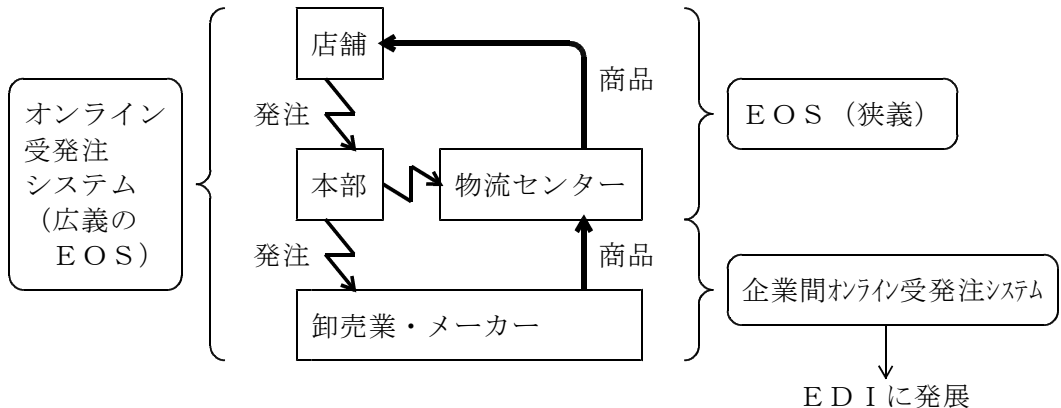 店舗
商品
発注
オンライン
受発注
システム
(広義の
EOS)
EOS(狭義)
本部
物流センター
発注
商品
企業間オンライン受発注システム
卸売業・メーカー
EDIに発展